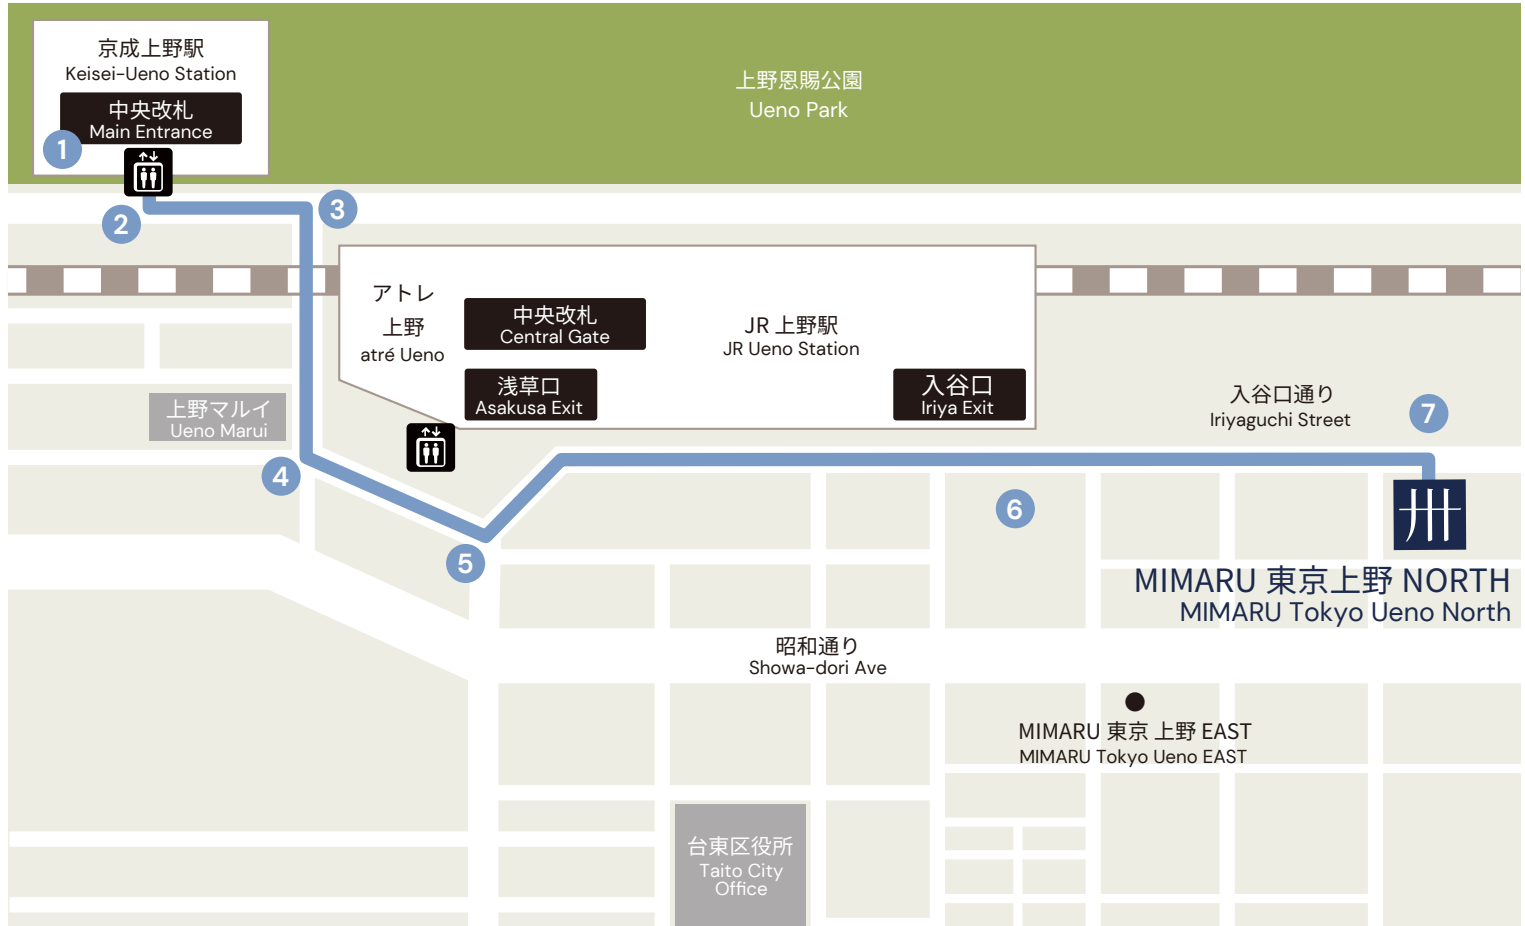 京成上野駅
Keisei-Ueno Station
中央改札
Main Entrance
1
2
3
上野恩賜公園
Ueno Park
アトレ
上野
atré Ueno
中央改札
Central Gate
浅草口
Asakusa Exit
JR 上野駅
JR Ueno Station
入谷口
Iriya Exit
入谷口通り
Iriyaguchi Street
7
上野マルイ
Ueno Marui
4
5
6
MIMARU 東京上野 NORTH
MIMARU Tokyo Ueno North
昭和通り
Showa-dori Ave
MIMARU 東京 上野 EAST
MIMARU Tokyo Ueno EAST
台東区役所
Taito City
Office